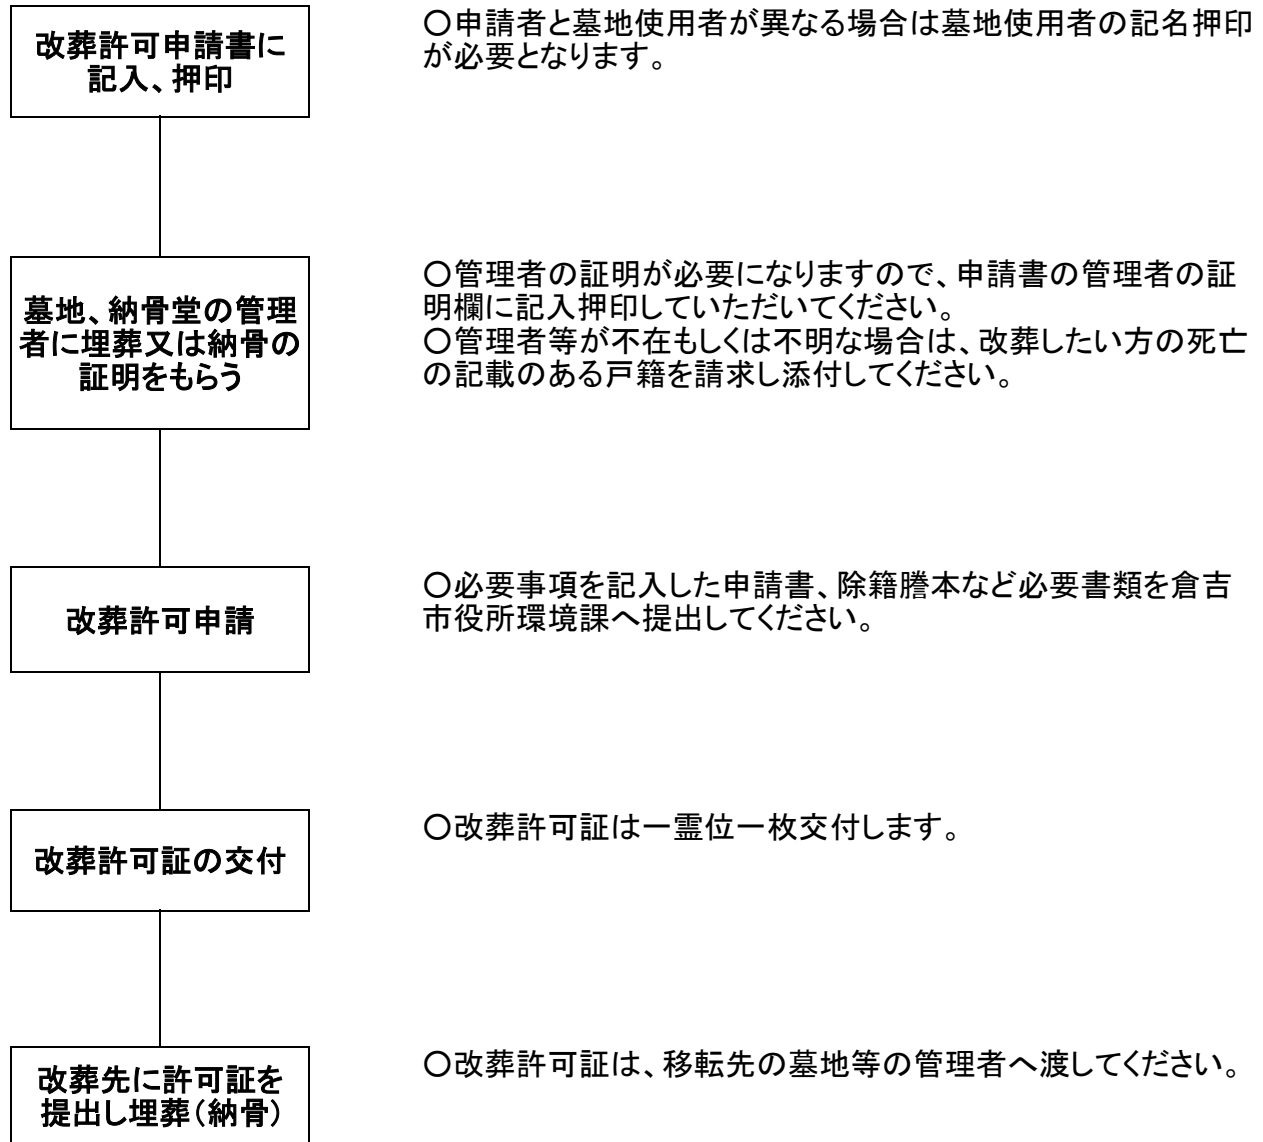 改葬許可申請書に
記入、押印
〇申請者と墓地使用者が異なる場合は墓地使用者の記名押印
が必要となります。
墓地、納骨堂の管理
者に埋葬又は納骨の
証明をもらう
〇管理者の証明が必要になりますので、申請書の管理者の証
明欄に記入押印していただいてください。
〇管理者等が不在もしくは不明な場合は、改葬したい方の死亡
の記載のある戸籍を請求し添付してください。
改葬許可申請
〇必要事項を記入した申請書、除籍謄本など必要書類を倉吉
市役所環境課へ提出してください。
改葬許可証の交付
〇改葬許可証は一霊位一枚交付します。
改葬先に許可証を
提出し埋葬(納骨)
〇改葬許可証は、移転先の墓地等の管理者へ渡してください。